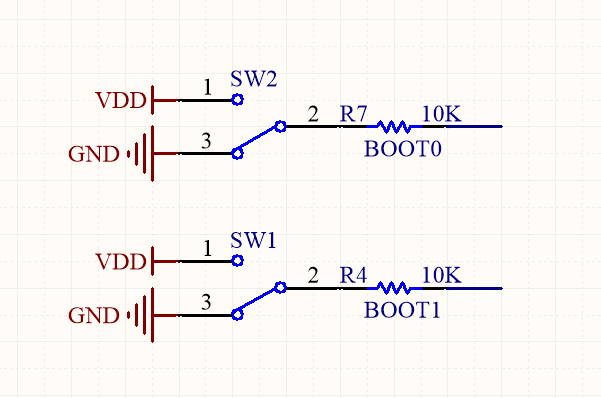 SW2
VDD 1
2 R7 10K
GND 3
BOOT0
SW1
VDD 1
2 R4 10K
GND 3
BOOT1